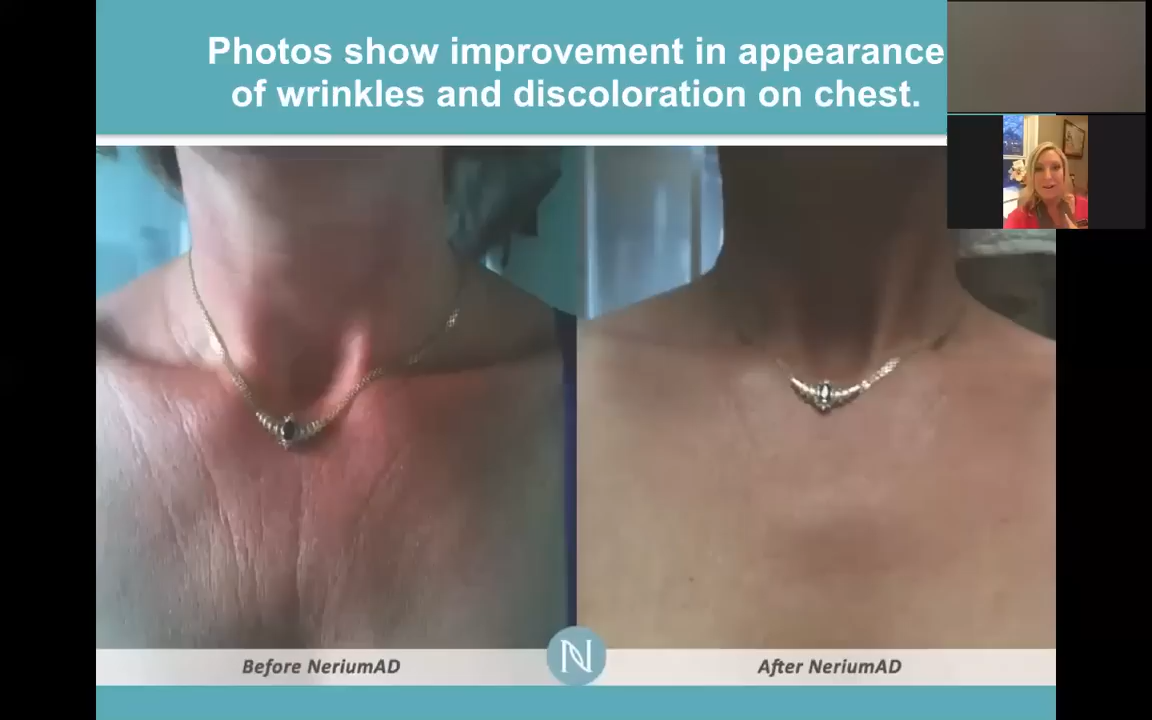 Photos show improvement in appearance
of wrinkles and discoloration on chest.
N
Before NeriumAD
After NeriumAD